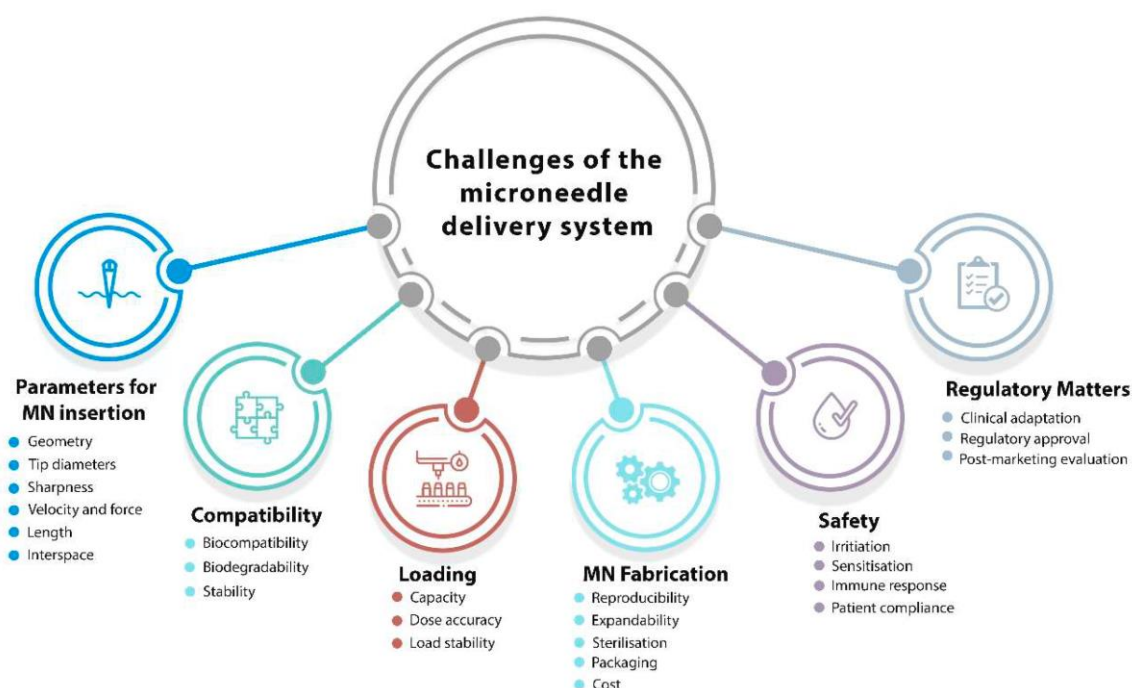 Challenges of the
microneedle
delivery system
Parameters for
MN insertion
Geometry
Tip diameters
Sharpness
Velocity and force
Length
Interspace
Compatibility
Biocompatibility
Biodegradability
Stability
Loading
Capacity
Dose accuracy
Load stability
MN Fabrication
Reproducibility
Expandability
Sterilisation
Packaging
Cost
Safety
Irritiation
Sensitisation
Immune response
Patient compliance
Regulatory Matters
Clinical adaptation
Regulatory approval
Post-marketing evaluation